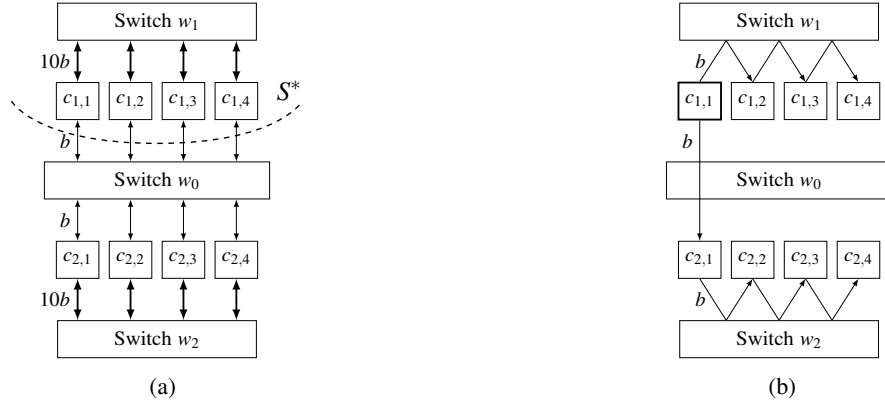 Switch w₁
10b
c₁,₁ c₁,₂ c₁,₃ c₁,₄
S*
b
Switch w₀
b
c₂,₁ c₂,₂ c₂,₃ c₂,₄
10b
Switch w₂
(a)
Switch w₁
b
c₁,₁ c₁,₂ c₁,₃ c₁,₄
b
Switch w₀
c₂,₁ c₂,₂ c₂,₃ c₂,₄
b
Switch w₂
(b)